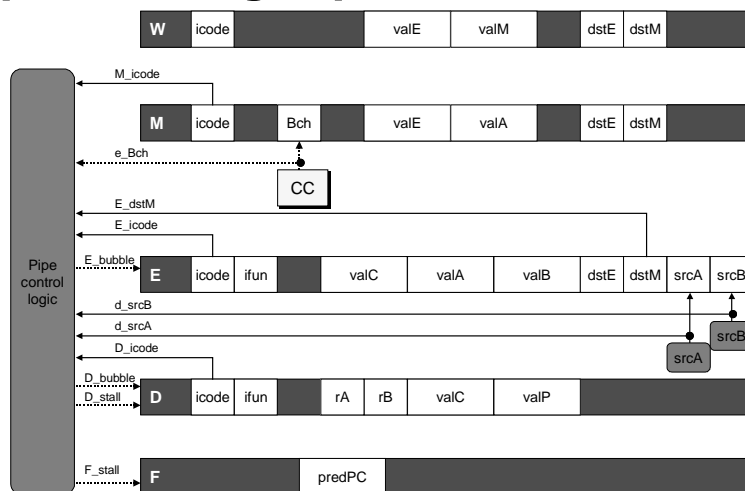 W icode valE valM dstE dstM
M_icode
M icode Bch valE valA dstE dstM
e_Bch
CC
E_dstM
E_icode
Pipe
control
logic
E_bubble
E icode ifun valC valA valB dstE dstM srcA srcB
d_srcB
d_srcA
srcB
D_icode
srcA
D_bubble
D_stall
D icode ifun rA rB valC valP
F_stall
F predPC